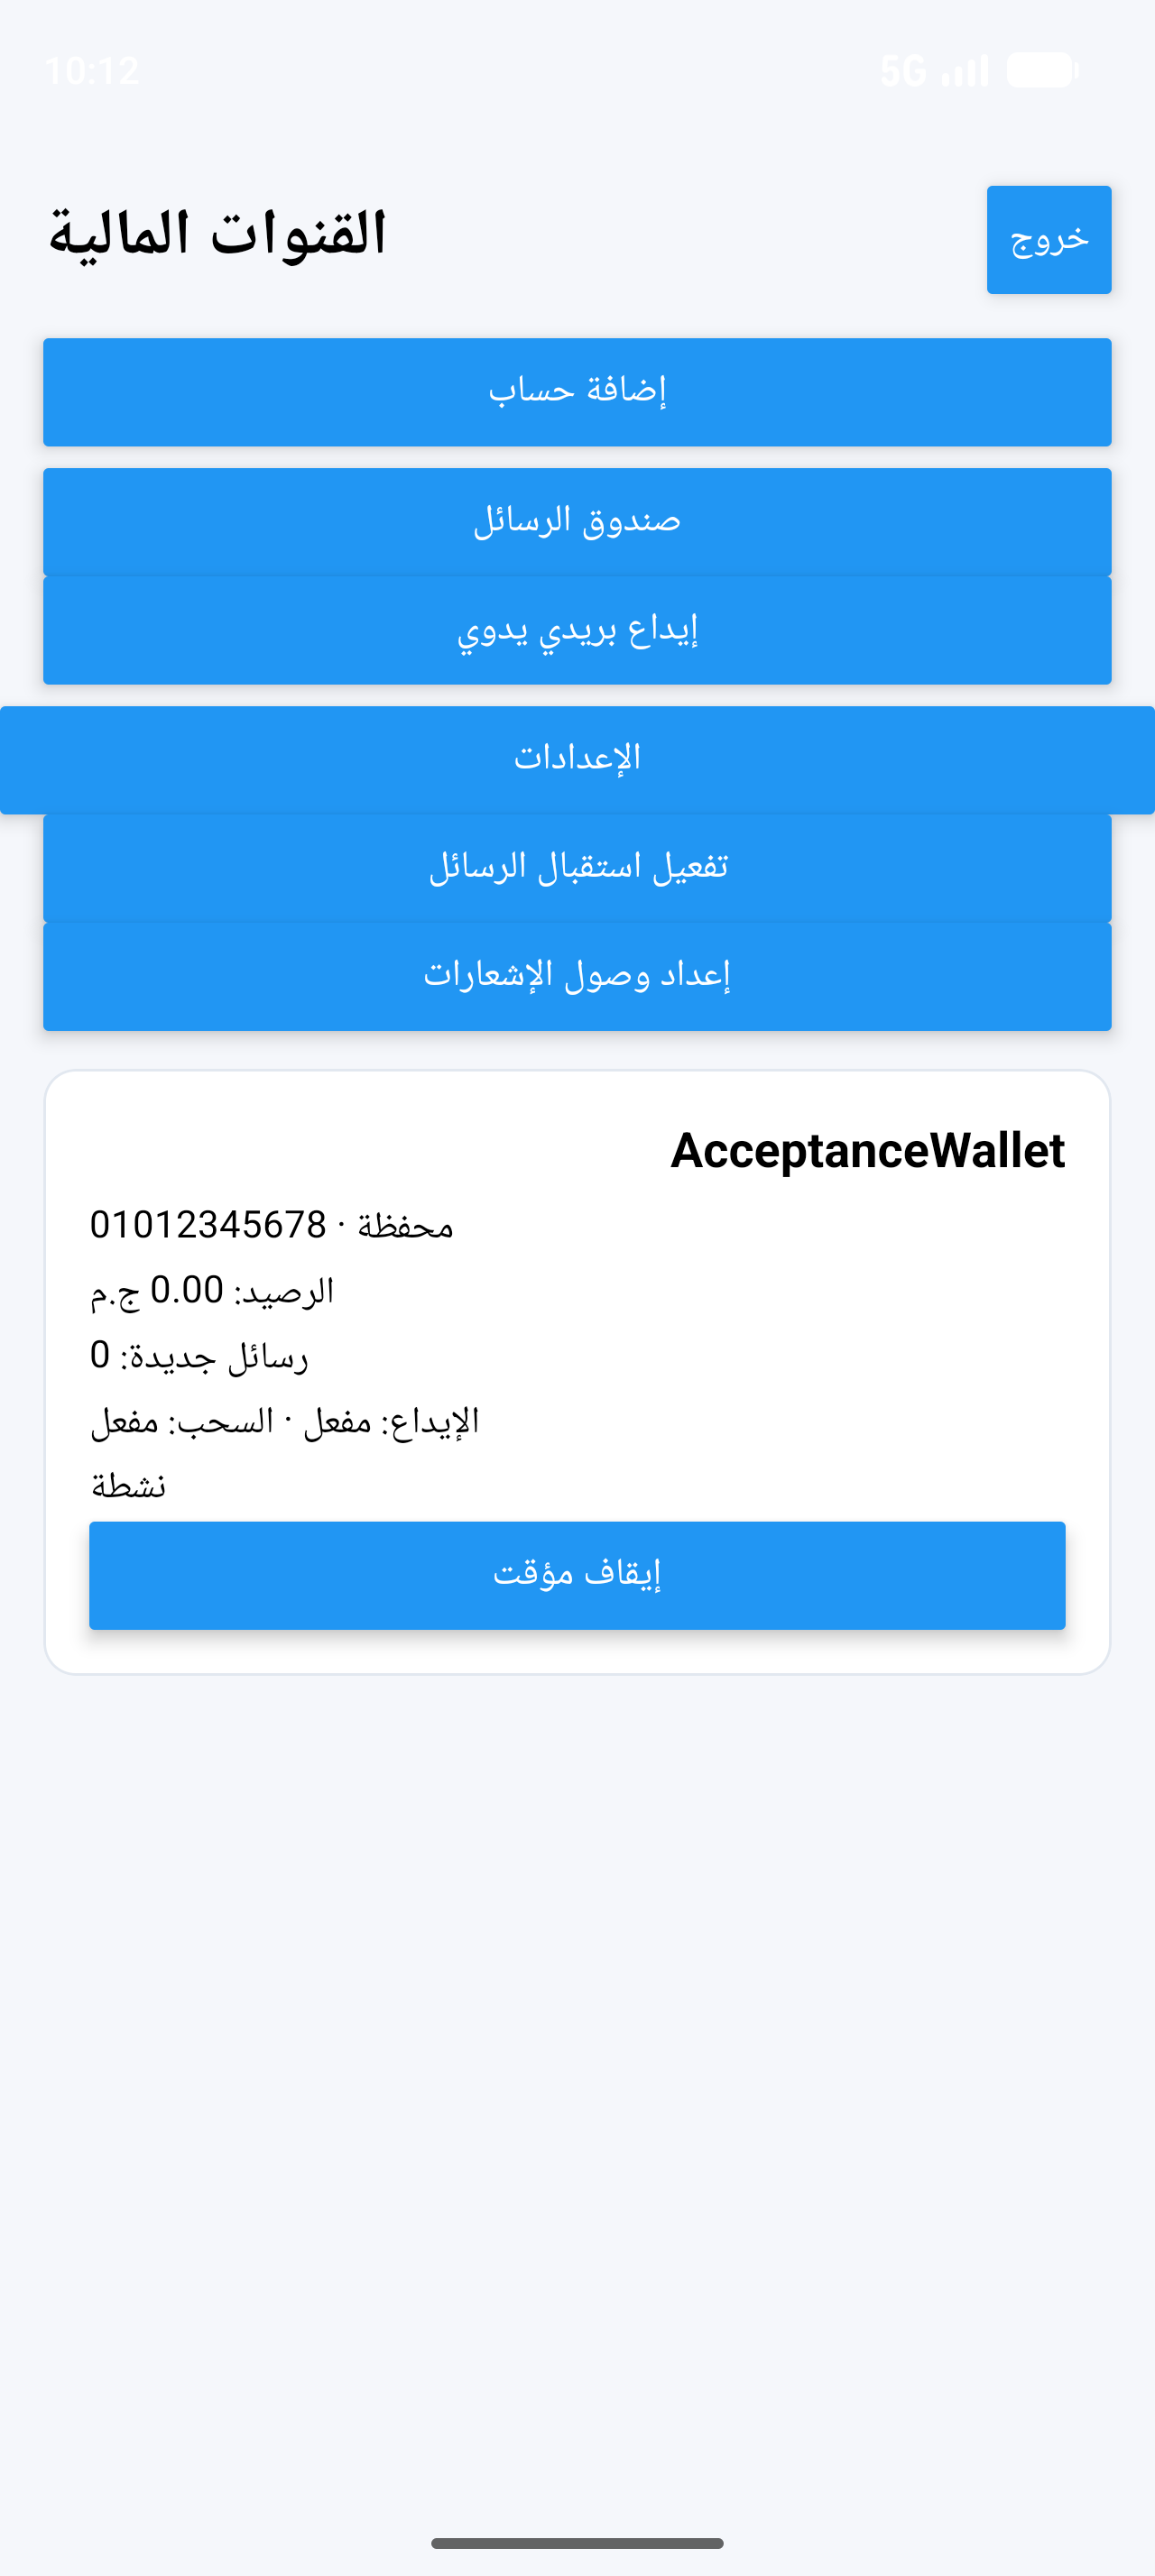 10:12 5G
القنوات المالية
خروج
إضافة حساب
صندوق الرسائل
إيداع بريدي يدوي
الإعدادات
تفعيل استقبال الرسائل
إعداد وصول الإشعارات
AcceptanceWallet
محفظة · 01012345678
الرصيد: 0.00 ج.م
رسائل جديدة: 0
الإيداع: مفعل · السحب: مفعل
نشطة
إيقاف مؤقت